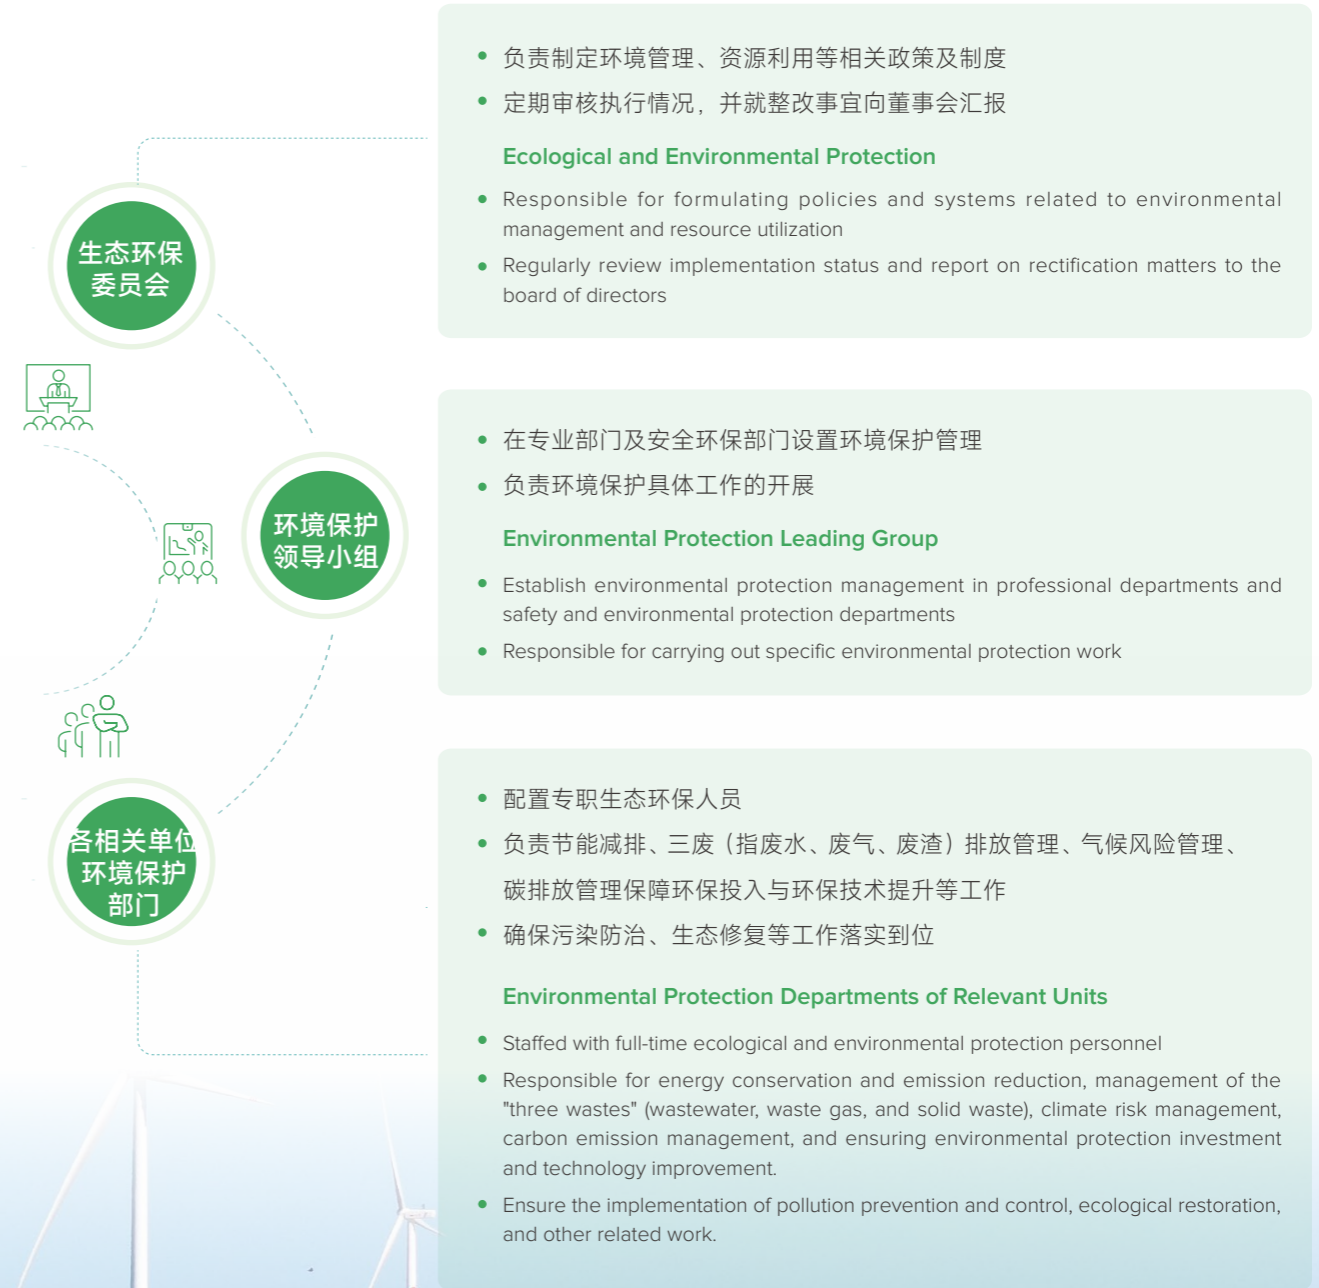 负责制定环境管理、资源利用等相关政策及制度
定期审核执行情况，并就整改事宜向董事会汇报
Ecological and Environmental Protection
Responsible for formulating policies and systems related to environmental
management and resource utilization
Regularly review implementation status and report on rectification matters to the
board of directors
生态环保
委员会
在专业部门及安全环保部门设置环境保护管理
负责环境保护具体工作的开展
Environmental Protection Leading Group
Establish environmental protection management in professional departments and
safety and environmental protection departments
Responsible for carrying out specific environmental protection work
环境保护
领导小组
配置专职生态环保人员
负责节能减排、三废（指废水、废气、废渣）排放管理、气候风险管理、
碳排放管理保障环保投入与环保技术提升等工作
确保污染防治、生态修复等工作落实到位
Environmental Protection Departments of Relevant Units
Staffed with full-time ecological and environmental protection personnel
Responsible for energy conservation and emission reduction, management of the
"three wastes" (wastewater, waste gas, and solid waste), climate risk management,
carbon emission management, and ensuring environmental protection investment
and technology improvement.
Ensure the implementation of pollution prevention and control, ecological restoration,
and other related work.
各相关单位
环境保护
部门